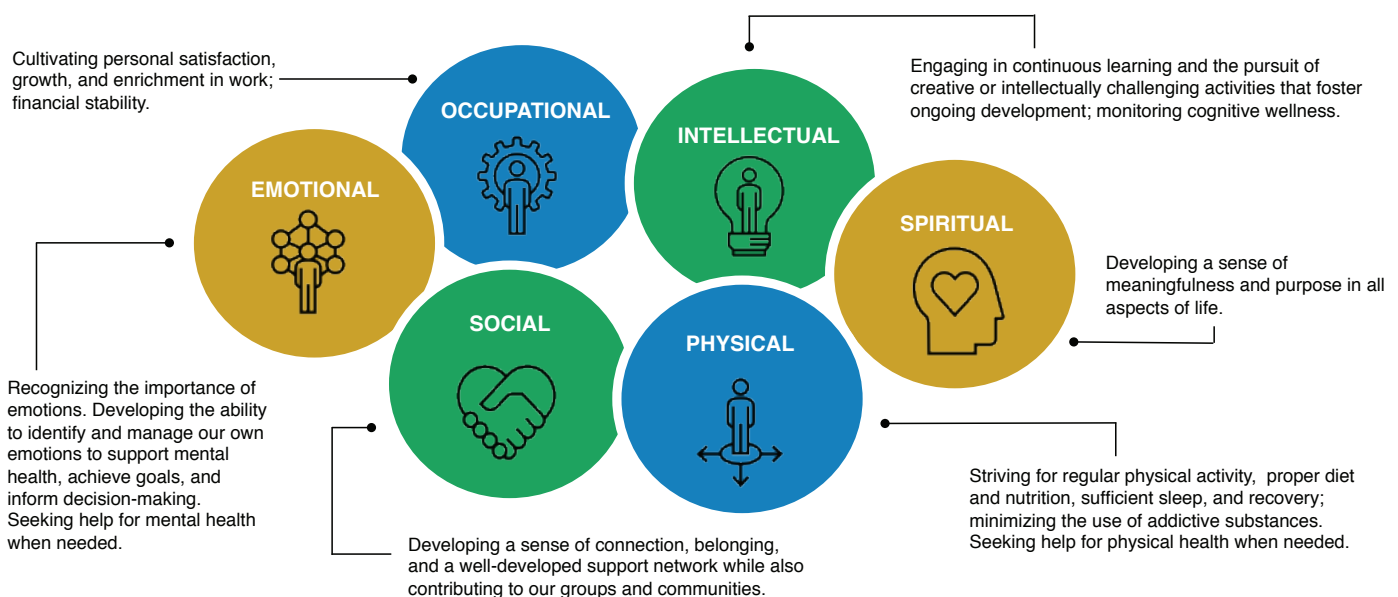 Cultivating personal satisfaction,
growth, and enrichment in work;
financial stability.
OCCUPATIONAL
INTELLECTUAL
Engaging in continuous learning and the pursuit of
creative or intellectually challenging activities that foster
ongoing development; monitoring cognitive wellness.
EMOTIONAL
SPIRITUAL
Developing a sense of
meaningfulness and purpose in all
aspects of life.
SOCIAL
PHYSICAL
Recognizing the importance of
emotions. Developing the ability
to identify and manage our own
emotions to support mental
health, achieve goals, and
inform decision-making.
Seeking help for mental health
when needed.
Developing a sense of connection, belonging,
and a well-developed support network while also
contributing to our groups and communities.
Striving for regular physical activity, proper diet
and nutrition, sufficient sleep, and recovery;
minimizing the use of addictive substances.
Seeking help for physical health when needed.